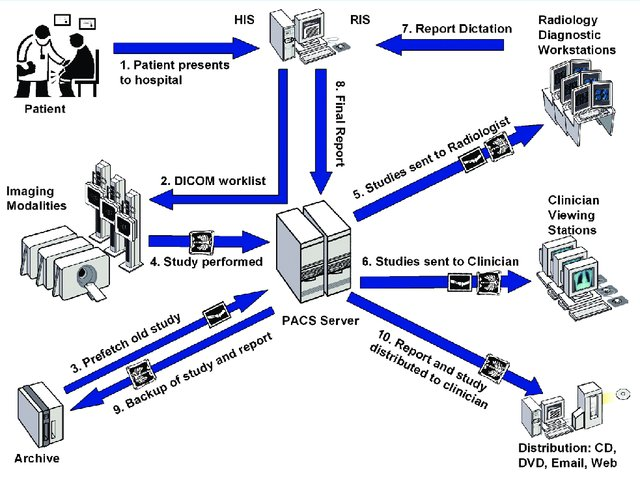 HIS
RIS
7. Report Dictation
Radiology
Diagnostic
Workstations
1. Patient presents
to hospital
Patient
8. Final Report
2. DICOM worklist
5. Studies sent to Radiologist
Imaging
Modalities
Clinician
Viewing
Stations
4. Study performed
6. Studies sent to Clinician
PACS Server
3. Prefetch old study
9. Backup of study and report
10. Report and study
distributed to clinician
Archive
Distribution: CD,
DVD, Email, Web